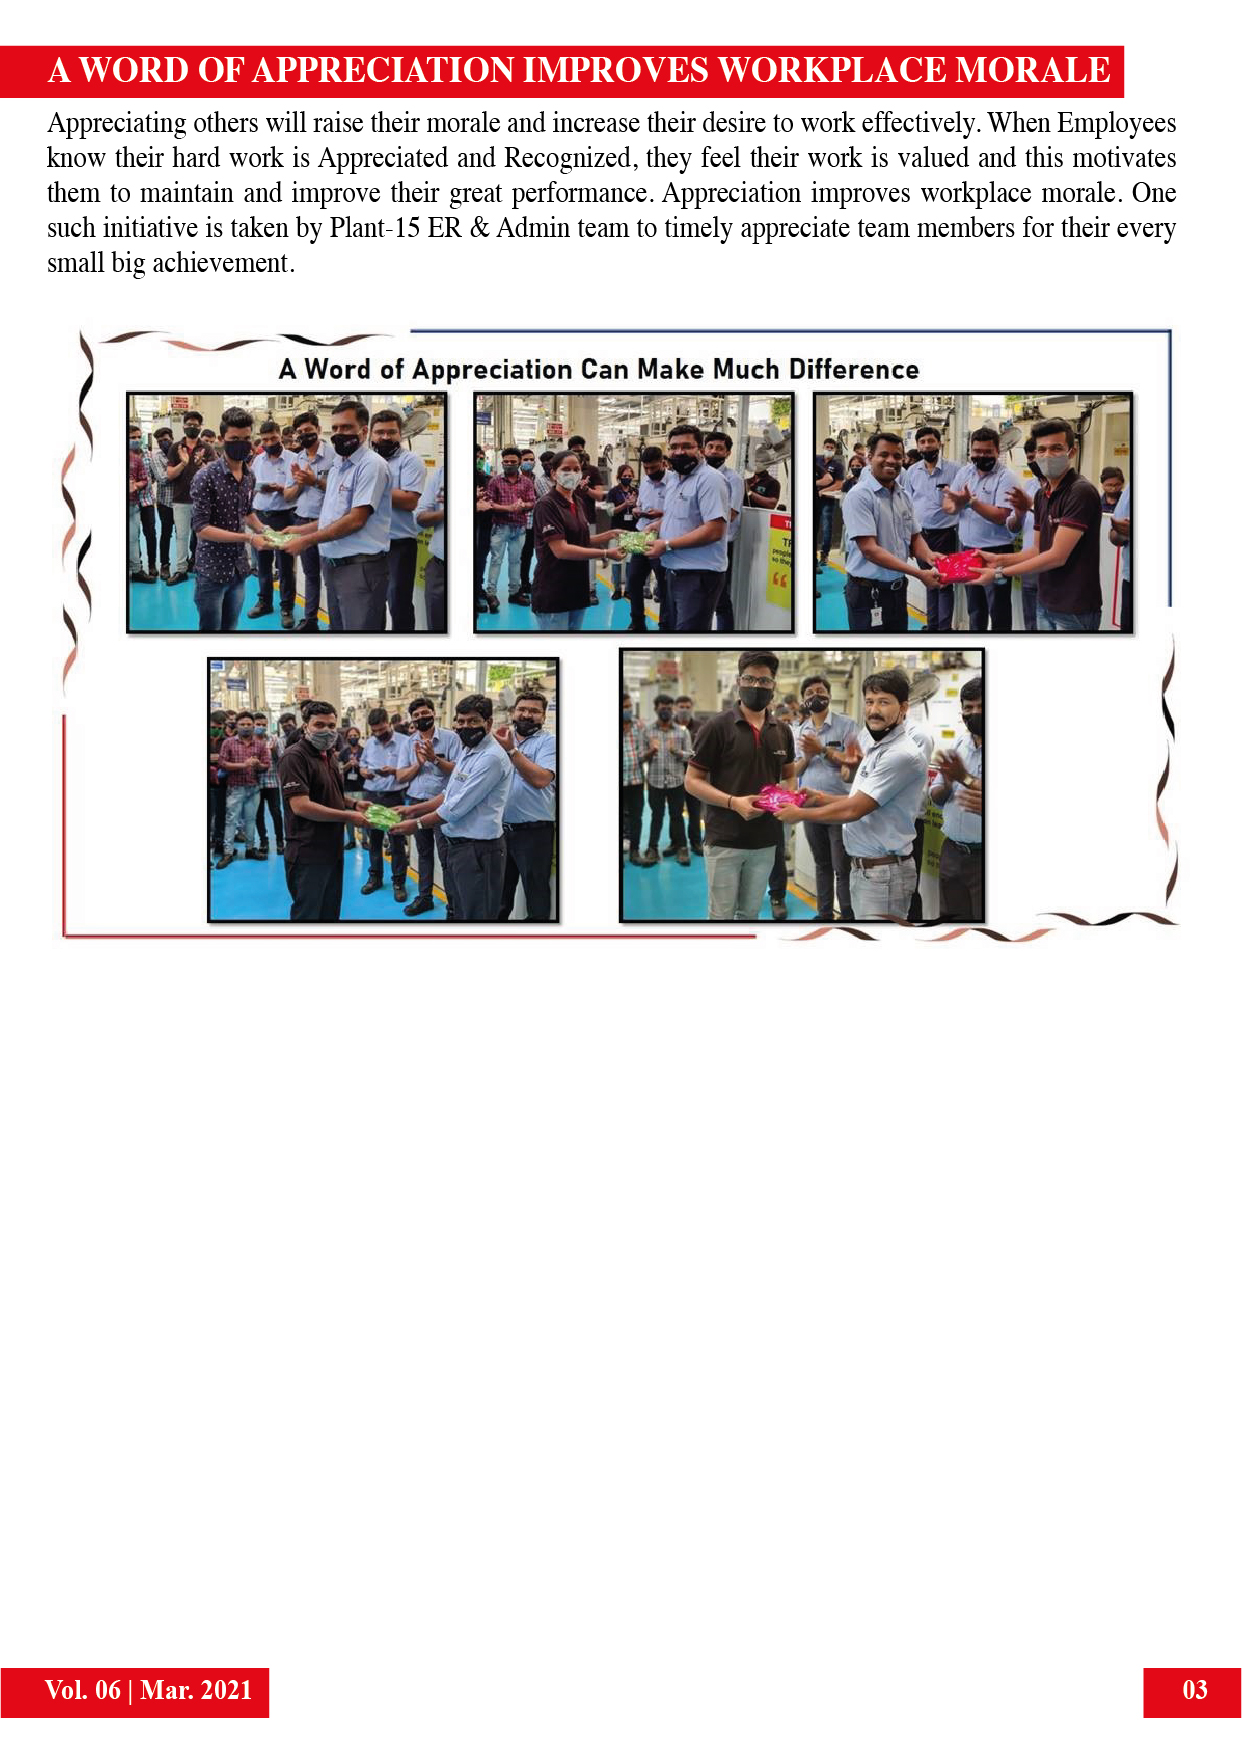 A WORD OF APPRECIATION IMPROVES WORKPLACE MORALE
Appreciating others will raise their morale and increase their desire to work effectively. When Employees
know their hard work is Appreciated and Recognized, they feel their work is valued and this motivates
them to maintain and improve their great performance. Appreciation improves workplace morale. One
such initiative is taken by Plant-15 ER & Admin team to timely appreciate team members for their every
small big achievement.
A Word of Appreciation Can Make Much Difference
Vol. 06 | Mar. 2021
03